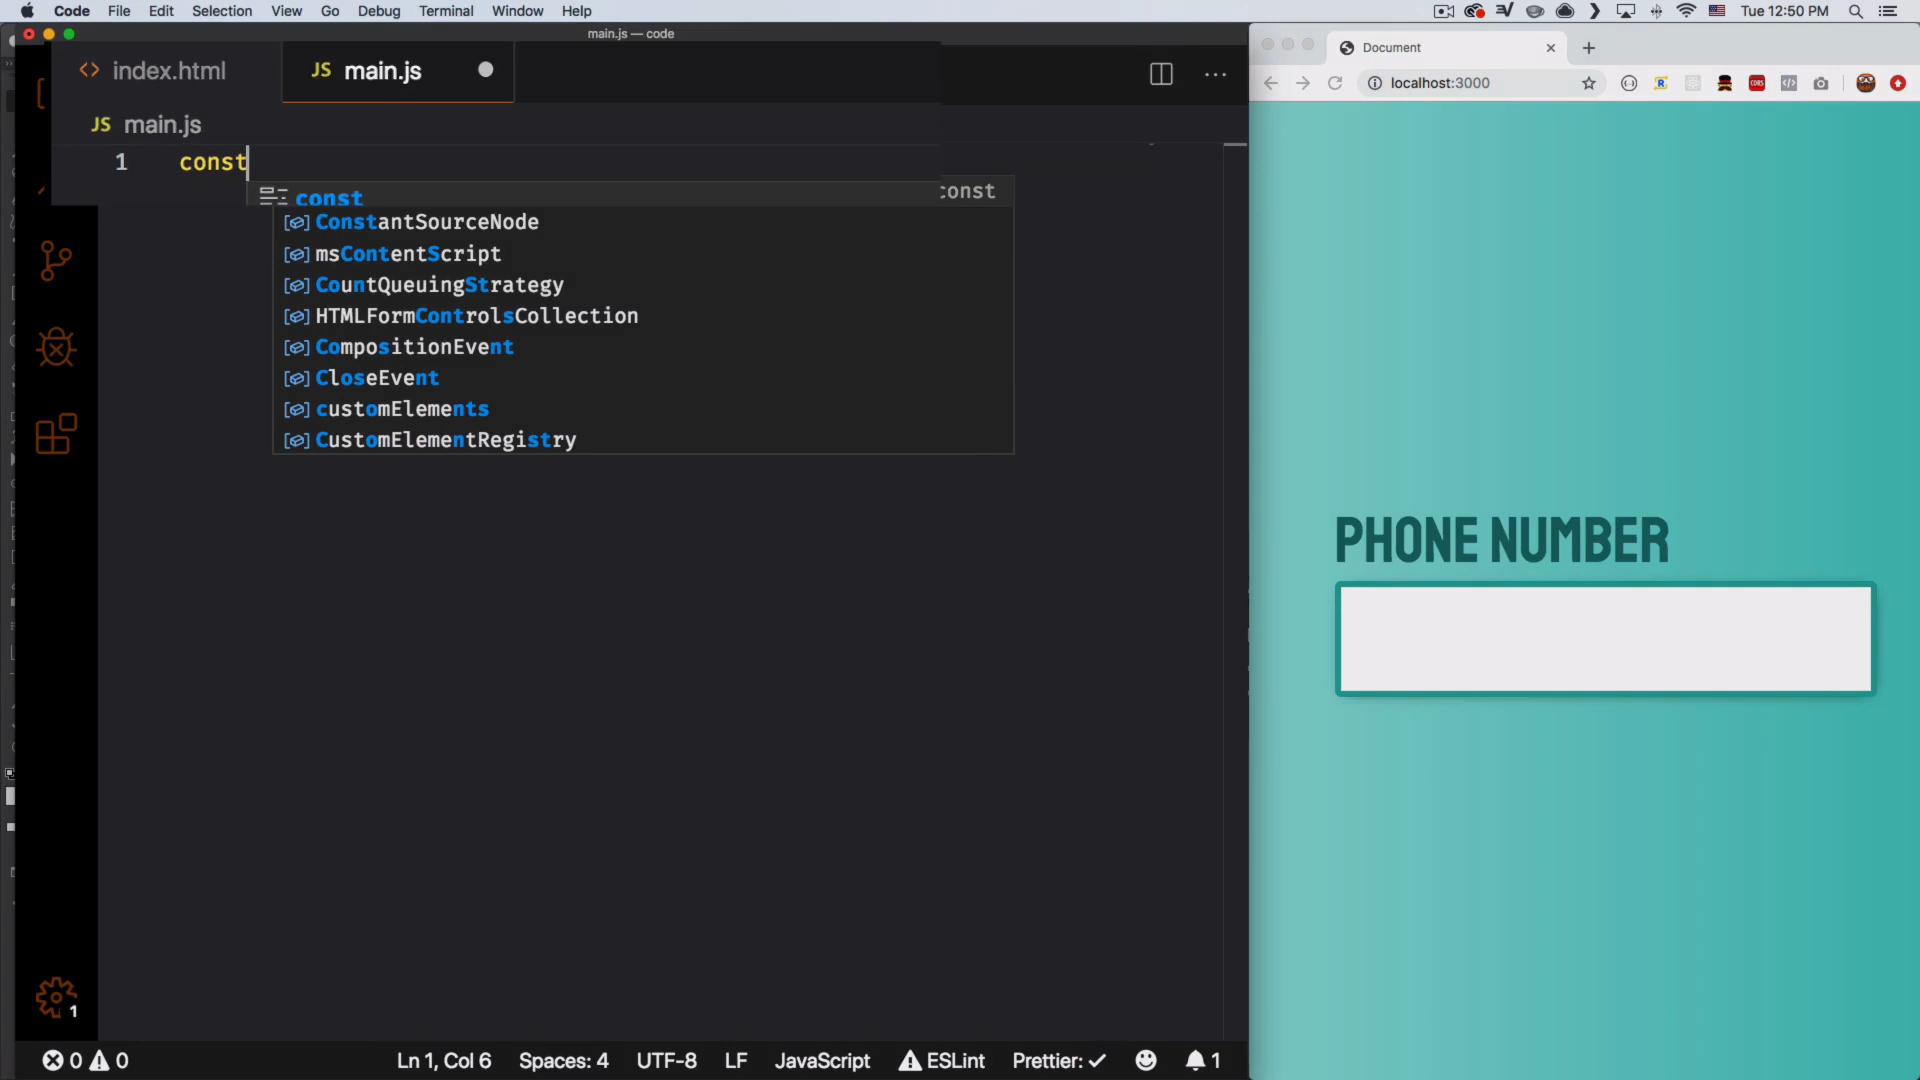 Code File Edit Selection View Go Debug Terminal Window Help
Tue 12:50 PM
main.js — code
index.html
JS main.js
JS main.js
1 const
const const
ConstantSourceNode
msContentScript
CountQueuingStrategy
HTMLFormControlsCollection
CompositionEvent
CloseEvent
customElements
CustomElementRegistry
1
0 0 Ln 1, Col 6 Spaces: 4 UTF-8 LF JavaScript ESLint Prettier: ✓ 1
Document
localhost:3000
CORS
PHONE NUMBER